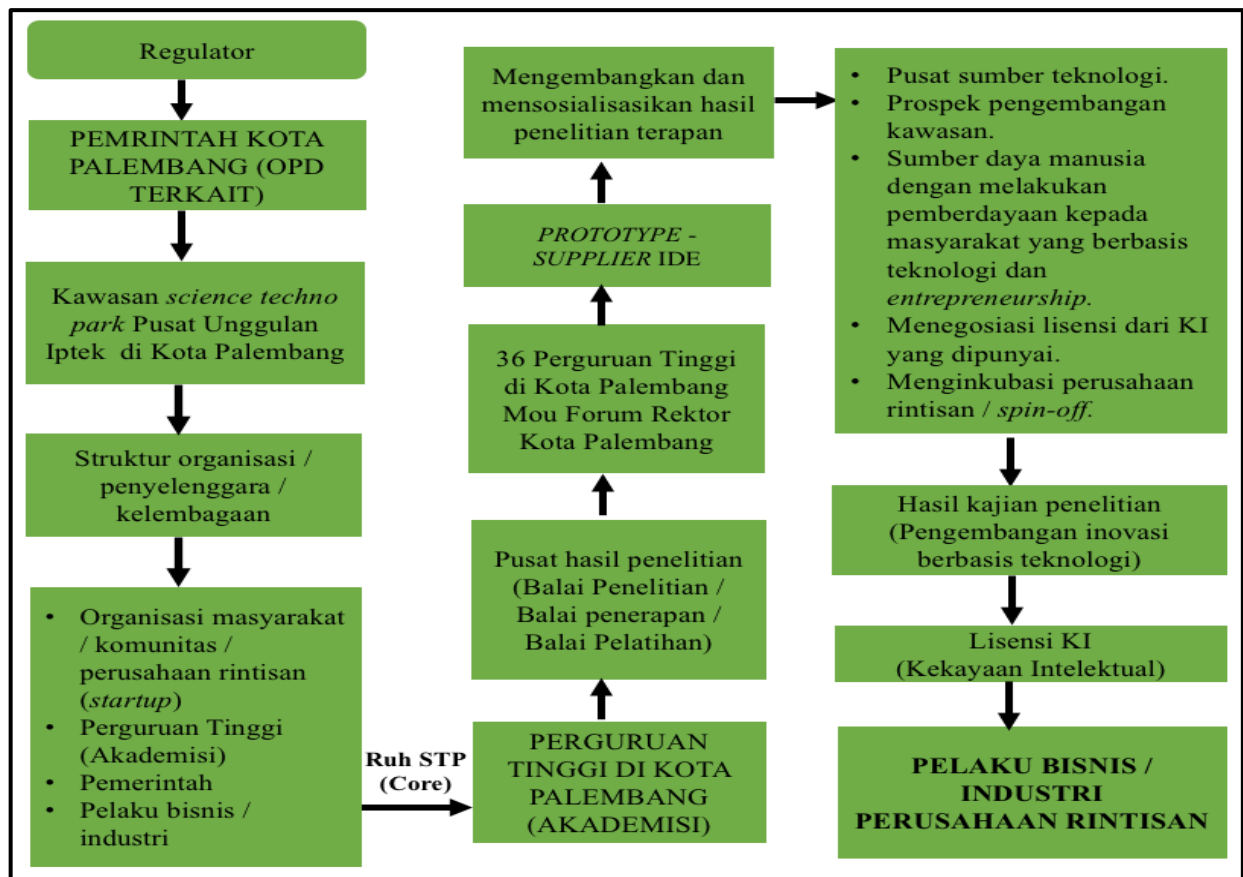 Regulator
PEMRINTAH KOTA
PALEMBANG (OPD
TERKAIT)
Kawasan science techno
park Pusat Unggulan
Iptek di Kota Palembang
Struktur organisasi /
penyelenggara /
kelembagaan
• Organisasi masyarakat
/ komunitas /
perusahaan rintisan
(startup)
• Perguruan Tinggi
(Akademisi)
• Pemerintah
• Pelaku bisnis /
industri
Ruh STP
(Core)
PERGURUAN
TINGGI DI KOTA
PALEMBANG
(AKADEMISI)
Pusat hasil penelitian
(Balai Penelitian /
Balai penerapan /
Balai Pelatihan)
36 Perguruan Tinggi
di Kota Palembang
Mou Forum Rektor
Kota Palembang
PROTOTYPE -
SUPPLIER IDE
Mengembangkan dan
mensosialisasikan hasil
penelitian terapan
• Pusat sumber teknologi.
• Prospek pengembangan
kawasan.
• Sumber daya manusia
dengan melakukan
pemberdayaan kepada
masyarakat yang berbasis
teknologi dan
entrepreneurship.
• Menegosiasi lisensi dari KI
yang dipunyai.
• Menginkubasi perusahaan
rintisan / spin-off.
Hasil kajian penelitian
(Pengembangan inovasi
berbasis teknologi)
Lisensi KI
(Kekayaan Intelektual)
PELAKU BISNIS /
INDUSTRI
PERUSAHAAN RINTISAN